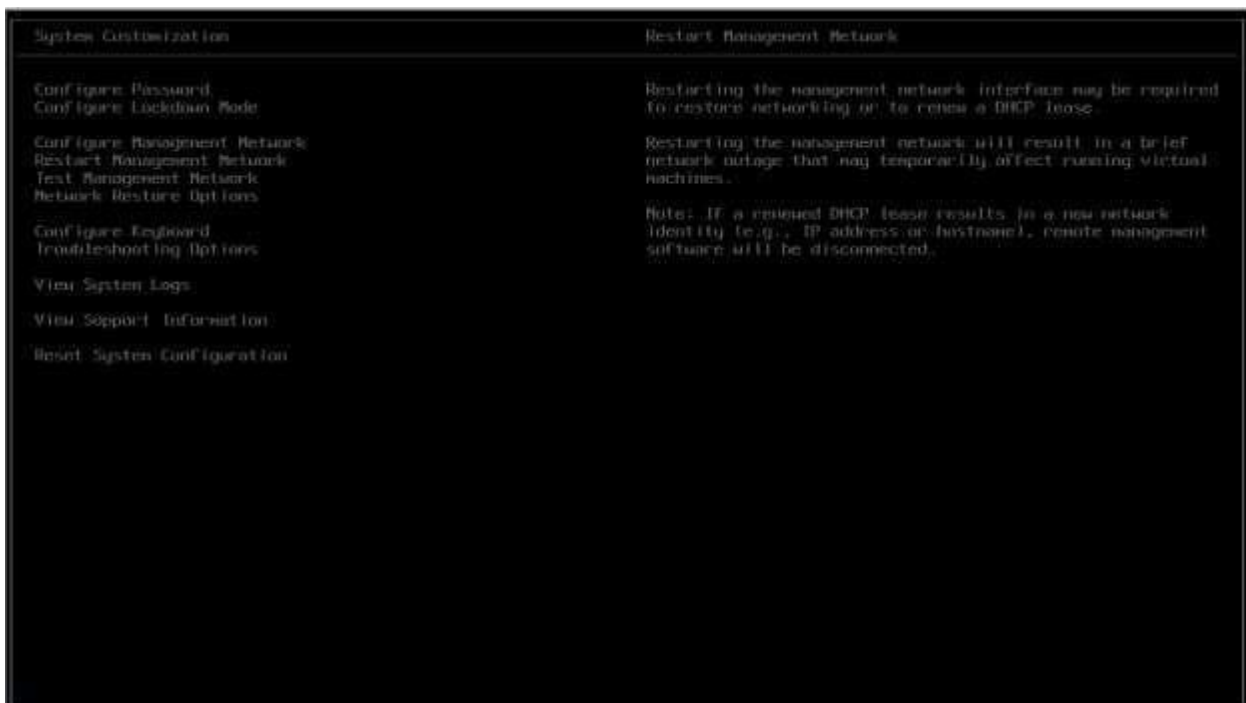 System Customization
Restart Management Network
Configure Password
Configure Lockdown Mode
Configure Management Network
Restart Management Network
Test Management Network
Network Restore Options
Configure Keyboard
Troubleshooting Options
View System Logs
View Support Information
Reset System Configuration
Restarting the management network interface may be required
to restore networking or to renew a DHCP lease.
Restarting the management network will result in a brief
network outage that may temporarily affect running virtual
machines.
Note: If a renewed DHCP lease results in a new network
identity (e.g., IP address or hostname), remote management
software will be disconnected.